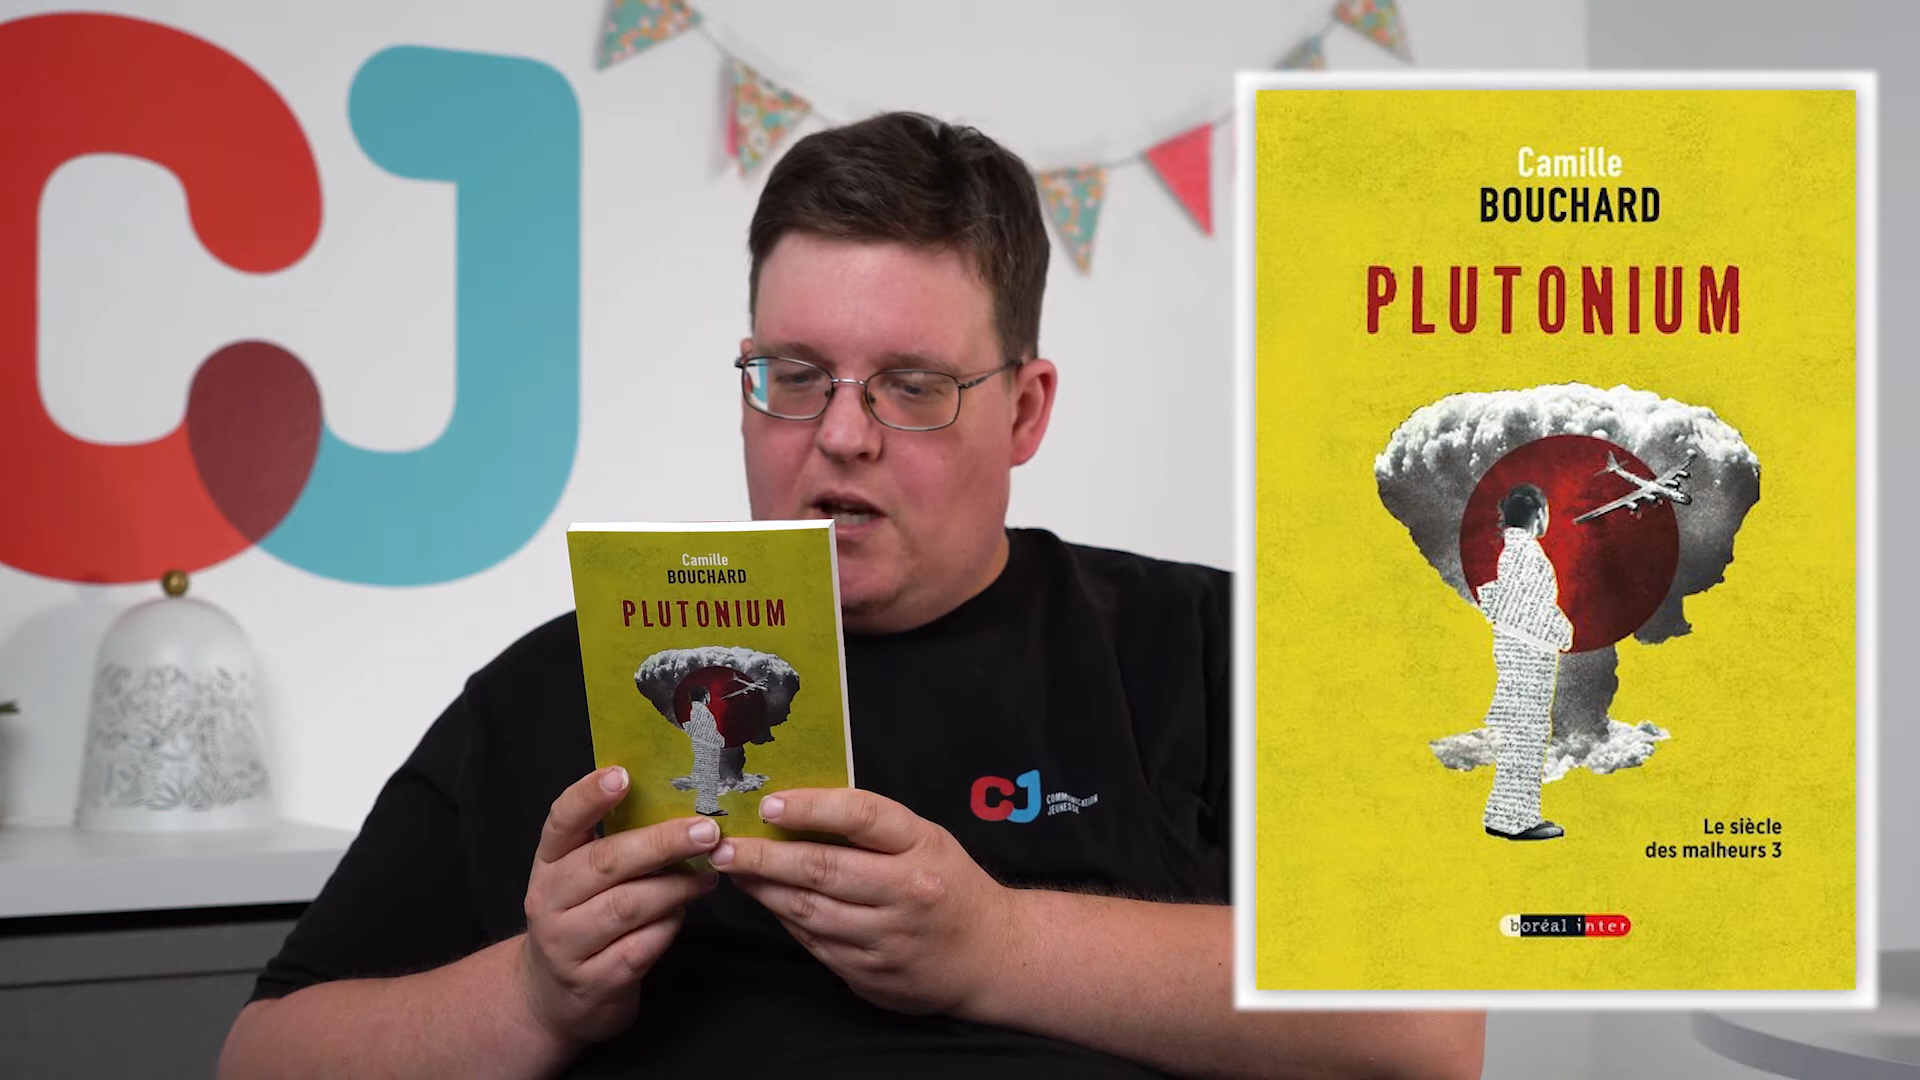 CJ
Camille
BOUCHARD
PLUTONIUM
CJ COMMUNICATION
JEUNESSE
Camille
BOUCHARD
PLUTONIUM
Le siècle
des malheurs 3
boréal inter